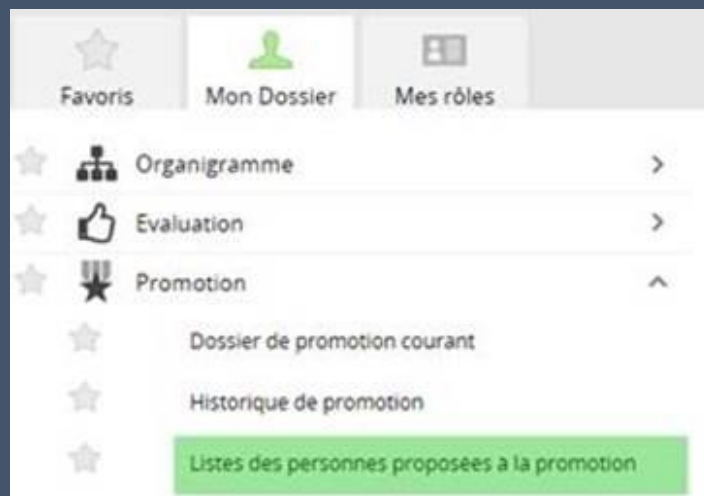 Favoris
Mon Dossier
Mes rôles
Organigramme
Evaluation
Promotion
Dossier de promotion courant
Historique de promotion
Listes des personnes proposées à la promotion